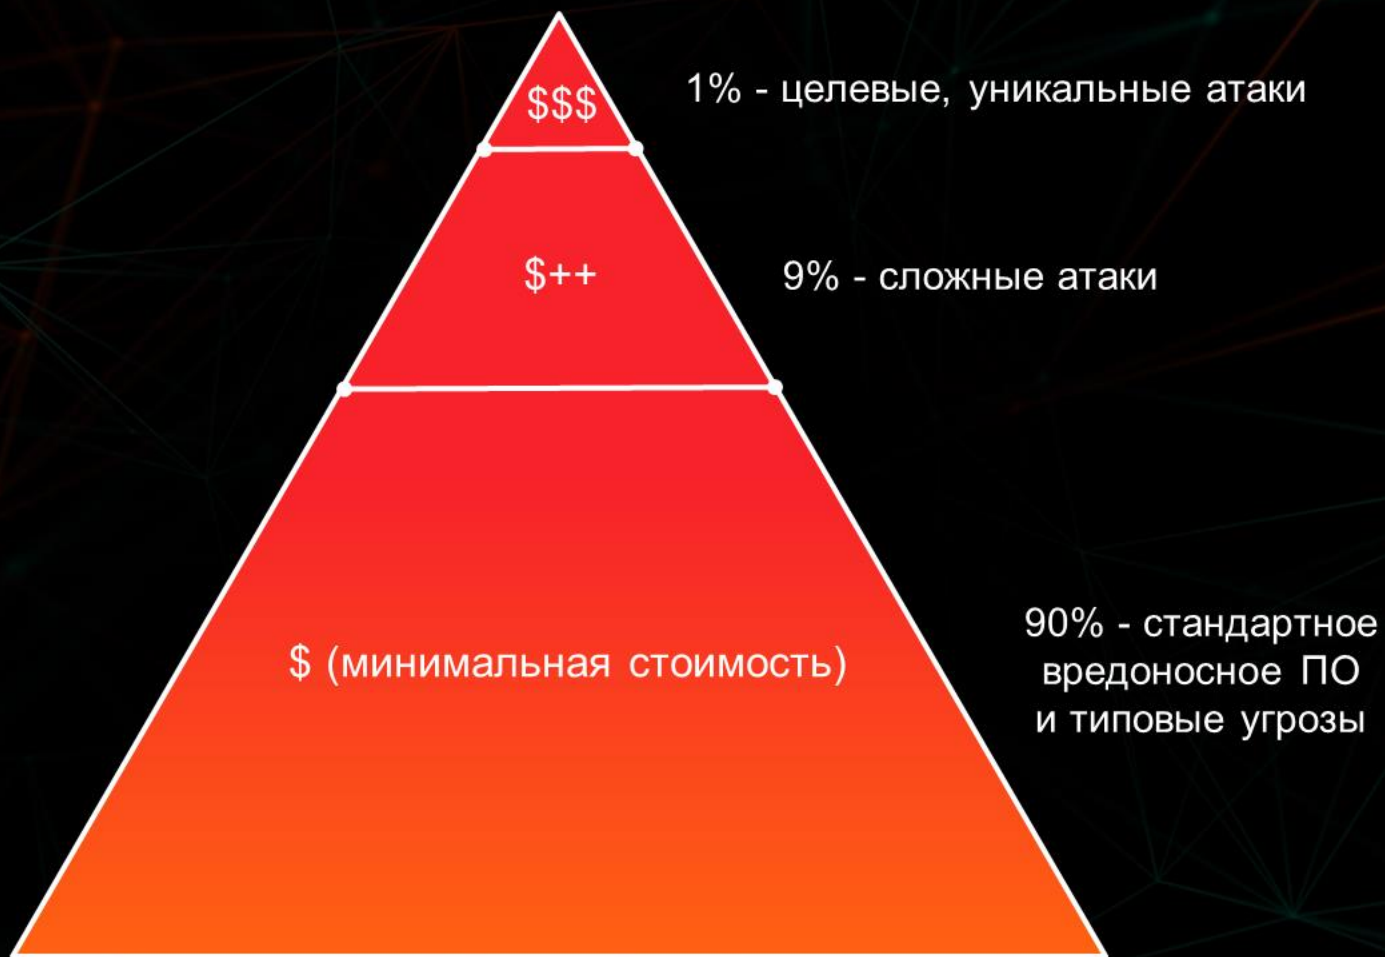 $$$
1% - целевые, уникальные атаки
$++
9% - сложные атаки
$ (минимальная стоимость)
90% - стандартное
вредоносное ПО
и типовые угрозы